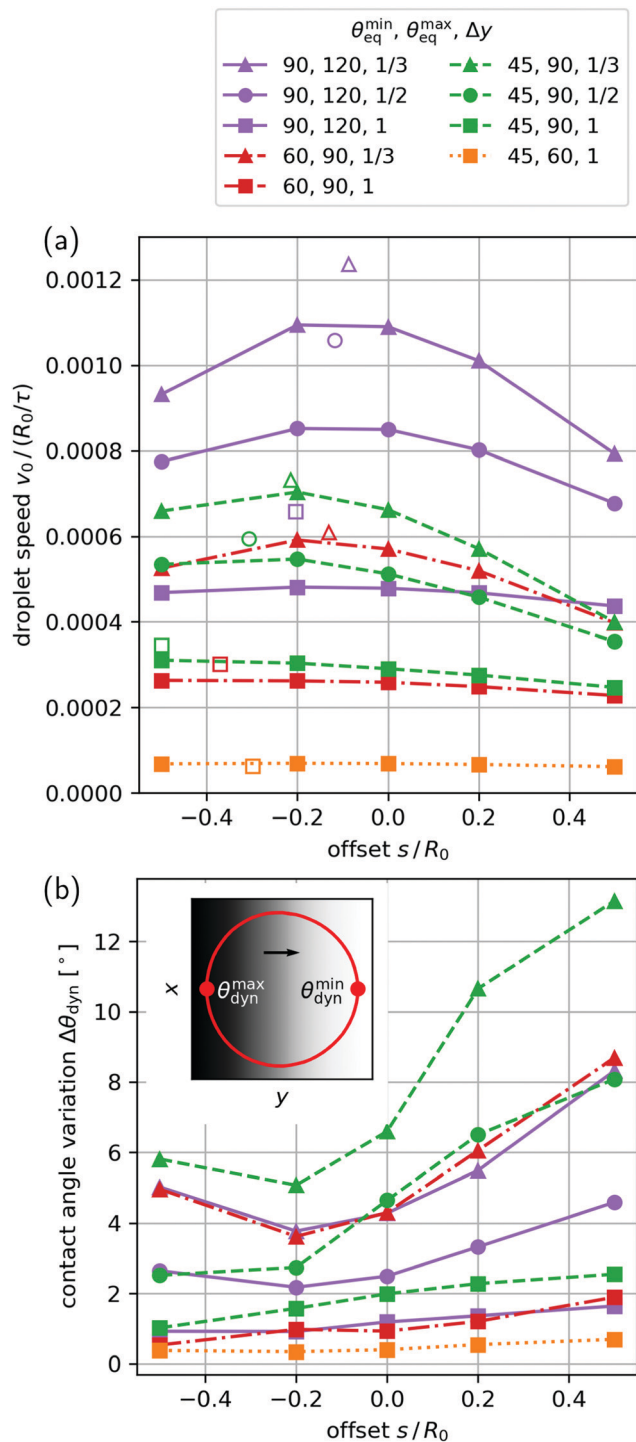 θ_eq^min, θ_eq^max, Δy
90, 120, 1/3
90, 120, 1/2
90, 120, 1
60, 90, 1/3
60, 90, 1
45, 90, 1/3
45, 90, 1/2
45, 90, 1
45, 60, 1
(a)
droplet speed v₀ / (R₀/τ)
0.0012
0.0010
0.0008
0.0006
0.0004
0.0002
0.0000
−0.4 −0.2 0.0 0.2 0.4
offset s / R₀
(b)
contact angle variation Δθ_dyn [°]
12
10
8
6
4
2
0
x
θ_dyn^max θ_dyn^min
y
−0.4 −0.2 0.0 0.2 0.4
offset s / R₀